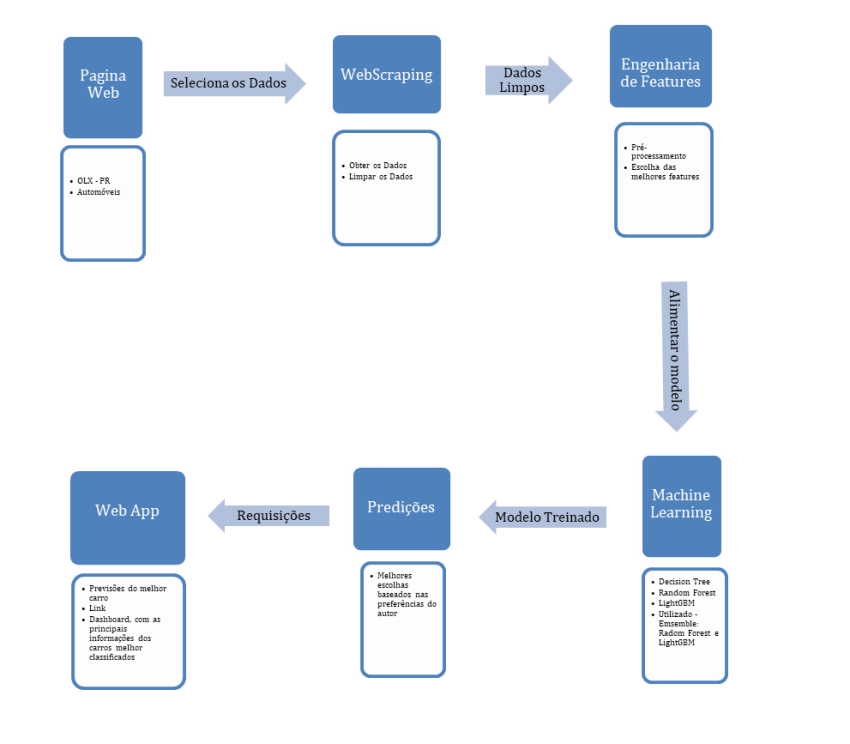 Pagina
Web
Seleciona os Dados
WebScraping
Dados
Limpos
Engenharia
de Features
• OLX - PR
• Automóveis
• Obter os Dados
• Limpar os Dados
• Pré-
processamento
• Escolha das
melhores features
Alimentar o modelo
Machine
Learning
Modelo Treinado
Predições
Requisições
Web App
• Decision Tree
• Random Forest
• LightGBM
• Utilizado -
Emsemble:
Radom Forest e
LightGBM
• Melhores
escolhas
baseados nas
preferências do
autor
• Previsões do melhor
carro
• Link
• Dashboard, com as
principais
informações dos
carros melhor
classificados